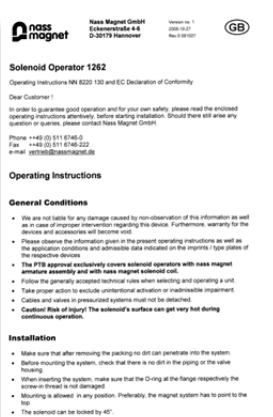 nass magnet
Nass Magnet GmbH
Eckenerstraße 4-6
D-30179 Hannover
Version no. 1
2005-10-27
GB
Solenoid Operator 1262
Operating Instructions NN 8220 130 and EC Declaration of Conformity
Dear Customer !
In order to guarantee good operation and for your own safety, please read the enclosed
operating instructions attentively, before starting installation. Should there still arise any
question or queries, please contact Nass Magnet GmbH.
Phone ++49 (0) 511 6746-0
Fax ++49 (0) 511 6746-222
e-mail vertrieb@nassmagnet.de
Operating Instructions
General Conditions
• We are not liable for any damage caused by non-observation of this information as well
as in case of improper intervention regarding this device. Furthermore, warranty for the
devices and accessories will become void.
• Please observe the information given in the present operating instructions as well as
the application conditions and admissible data indicated on the imprints / type plates of
the respective devices
• The PTB approval exclusively covers solenoid operators with nass magnet
armature assembly and with nass magnet solenoid coil.
• Follow the generally accepted technical rules when selecting and operating a unit.
• Take proper action to exclude unintentional activation or inadmissible impairment.
• Cables and valves in pressurized systems must not be detached.
• Caution! Risk of injury! The solenoid's surface can get very hot during
continuous operation.
Installation
• Make sure that after removing the packing no dirt can penetrate into the system.
• Before mounting the system, check that there is no dirt in the piping or the valve
housing.
• When inserting the system, make sure that the O-ring at the flange respectively the
screw-in thread is not damaged.
• Mounting is allowed in any position. Preferably, the magnet system has to point to the
top.
• The solenoid can be locked by 45°.